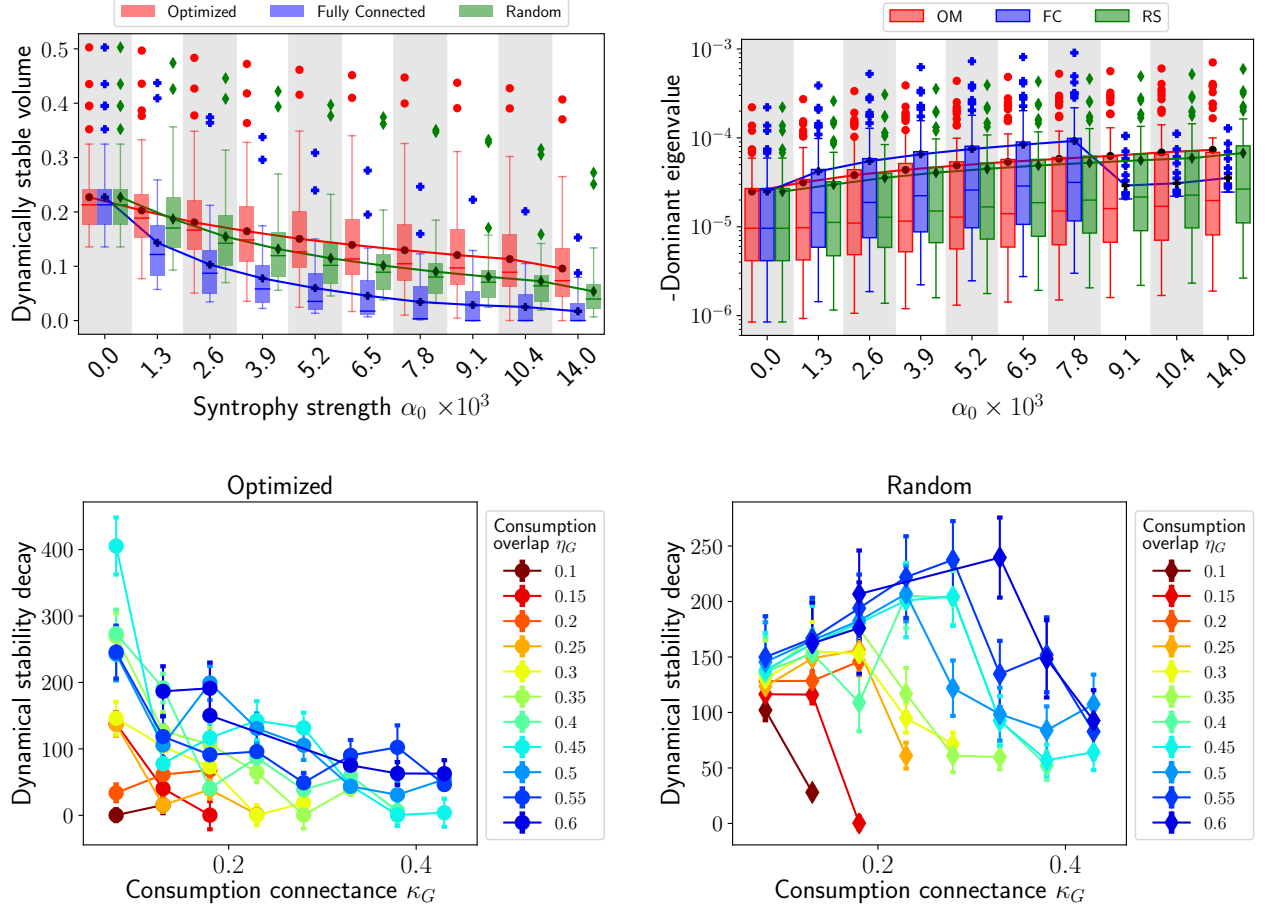 Optimized Fully Connected Random
Dynamically stable volume
0.5
0.4
0.3
0.2
0.1
0.0
0.0 1.3 2.6 3.9 5.2 6.5 7.8 9.1 10.4 14.0
Syntrophy strength α₀ ×10³
OM FC RS
-Dominant eigenvalue
10⁻³
10⁻⁴
10⁻⁵
10⁻⁶
0.0 1.3 2.6 3.9 5.2 6.5 7.8 9.1 10.4 14.0
α₀ × 10³
Optimized
Dynamical stability decay
400
300
200
100
0
0.2 0.4
Consumption connectance κ_G
Consumption
overlap η_G
0.1
0.15
0.2
0.25
0.3
0.35
0.4
0.45
0.5
0.55
0.6
Random
Dynamical stability decay
250
200
150
100
50
0
0.2 0.4
Consumption connectance κ_G
Consumption
overlap η_G
0.1
0.15
0.2
0.25
0.3
0.35
0.4
0.45
0.5
0.55
0.6